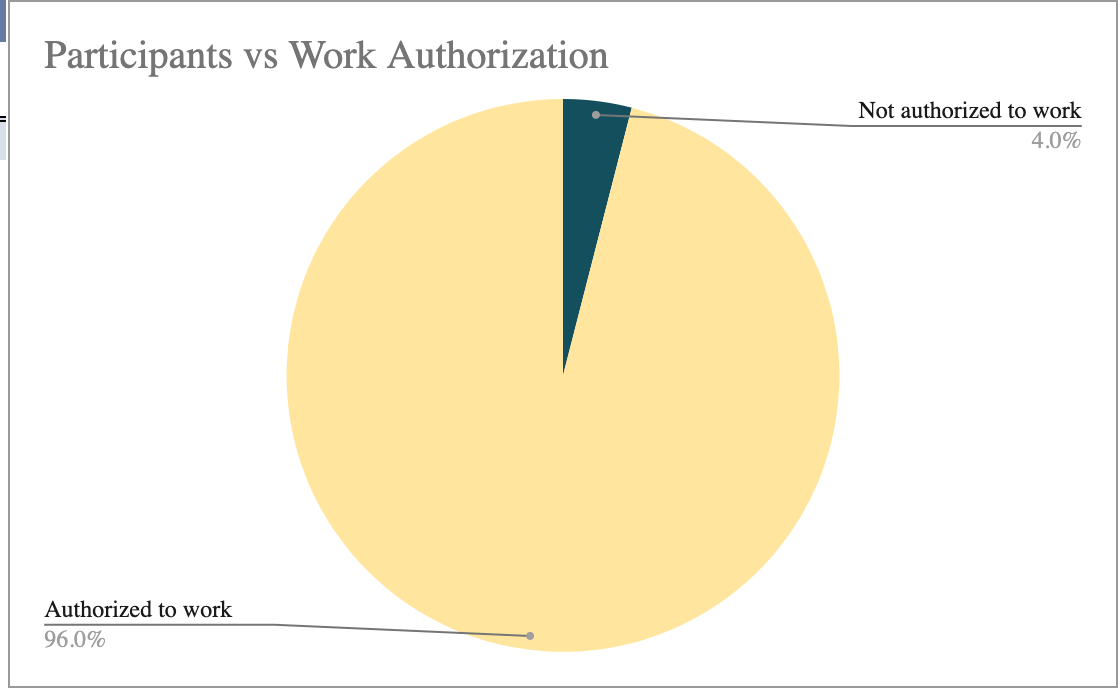 Participants vs Work Authorization
Not authorized to work
4.0%
Authorized to work
96.0%